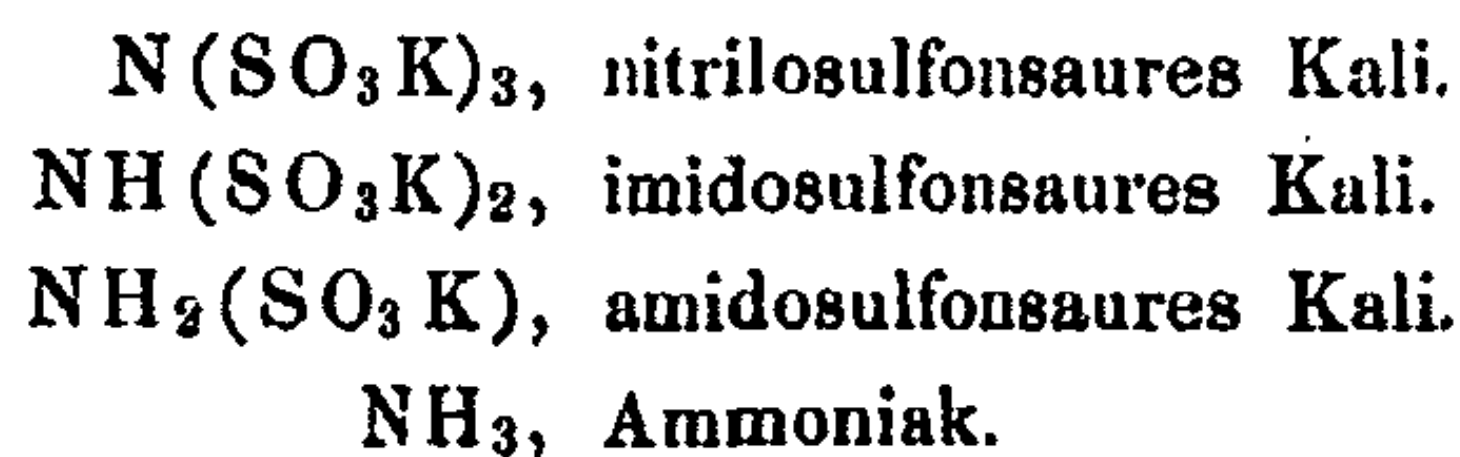 N(SO₃K)₃, nitrilosulfonsaures Kali.
NH(SO₃K)₂, imidosulfonsaures Kali.
NH₂(SO₃K), amidosulfonsaures Kali.
NH₃, Ammoniak.